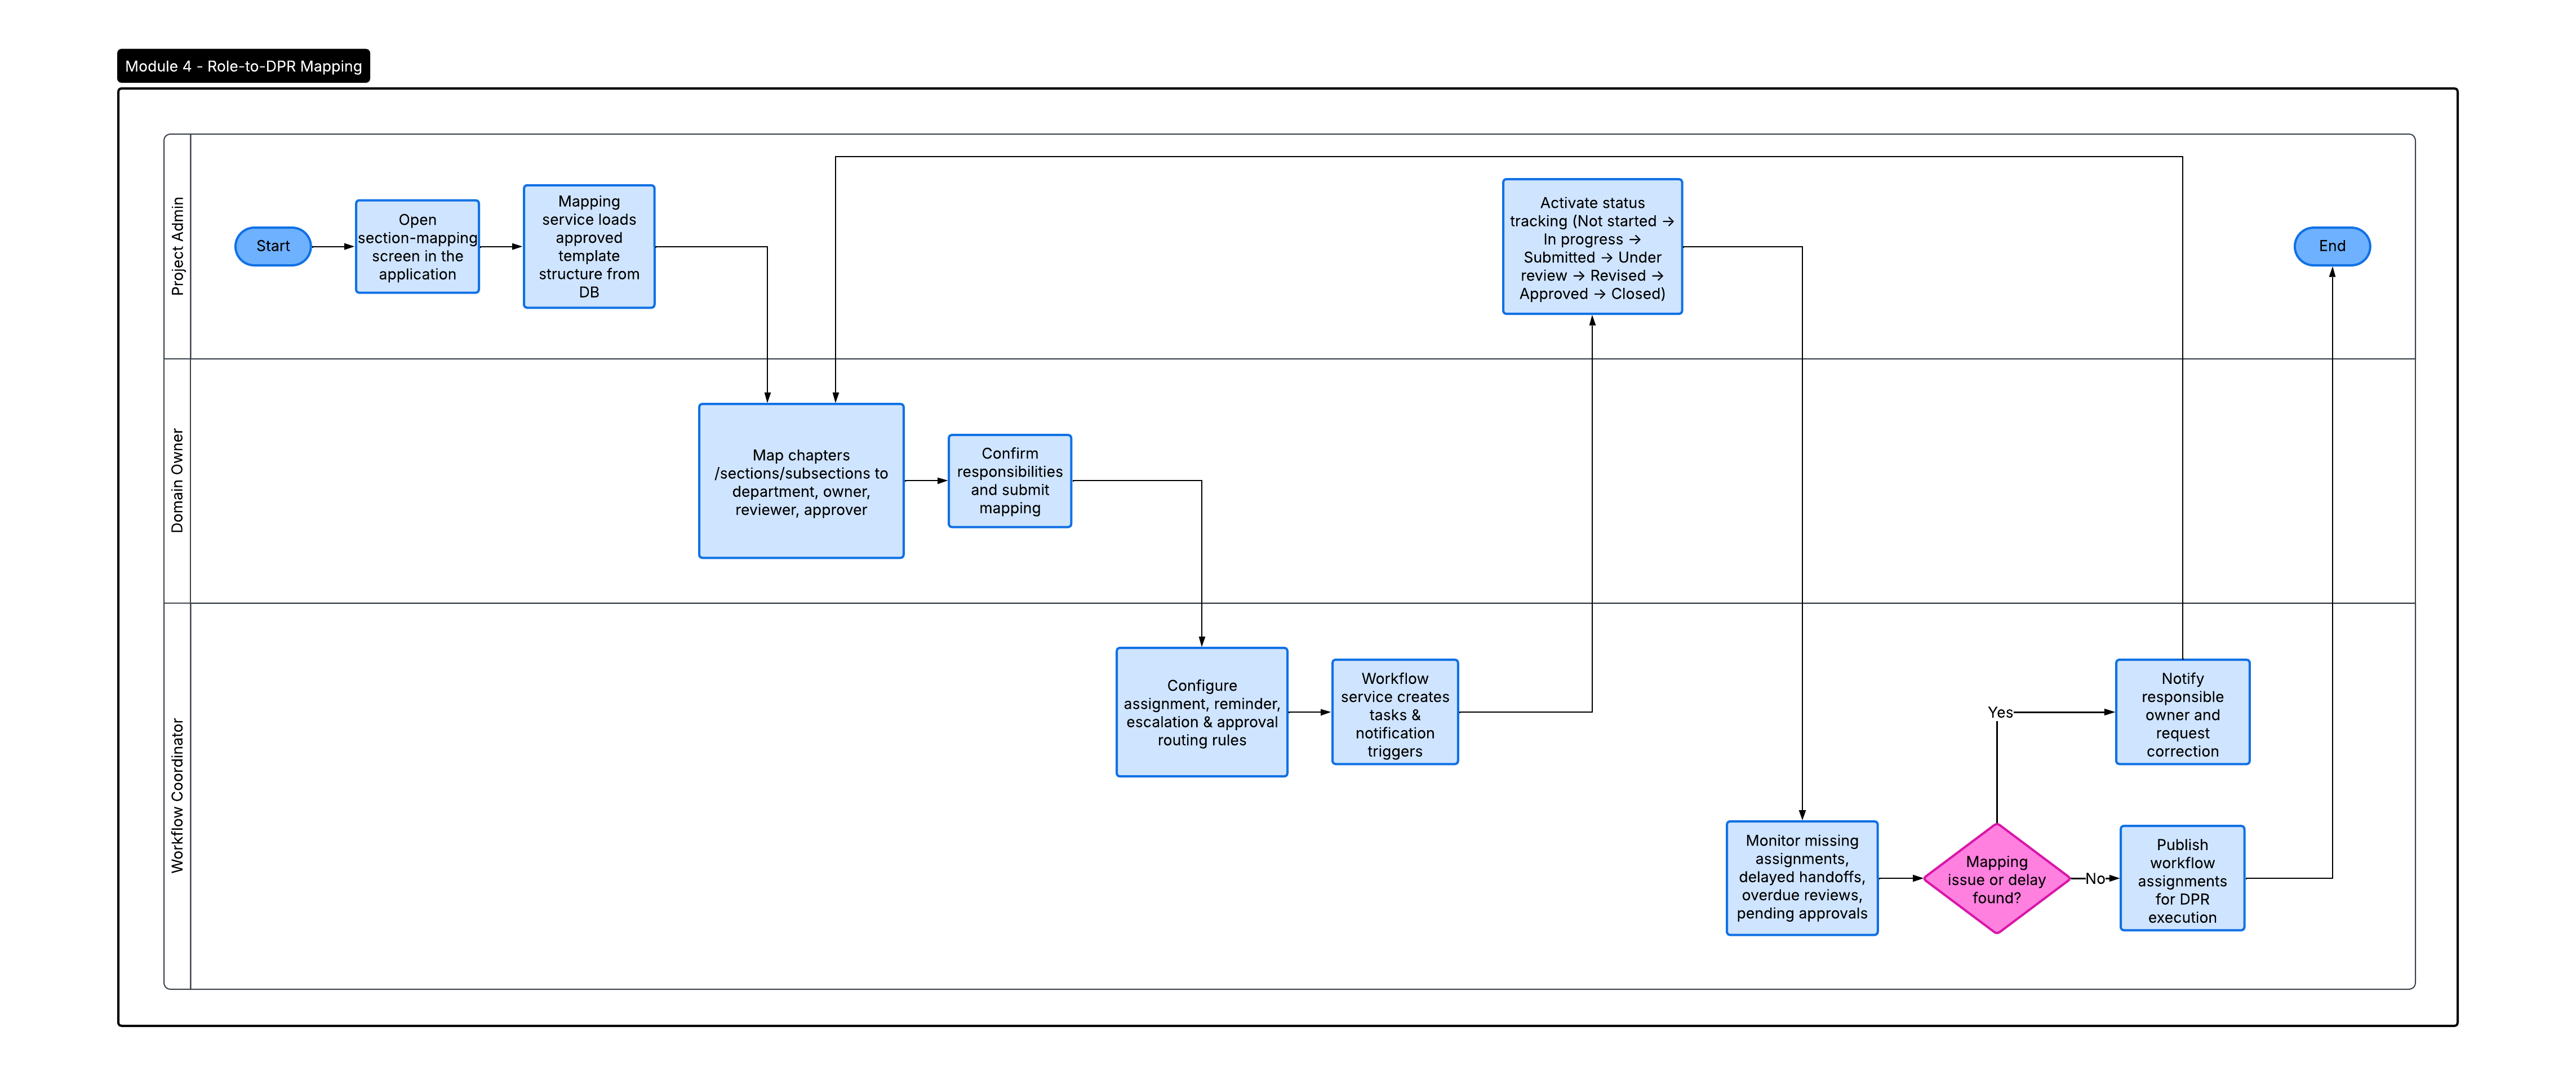 Module 4 - Role-to-DPR Mapping
Project Admin
Start
Open
section-mapping
screen in the
application
Mapping
service loads
approved
template
structure from
DB
Activate status
tracking (Not started →
In progress →
Submitted → Under
review → Revised →
Approved → Closed)
End
Domain Owner
Map chapters
/sections/subsections to
department, owner,
reviewer, approver
Confirm
responsibilities
and submit
mapping
Workflow Coordinator
Configure
assignment, reminder,
escalation & approval
routing rules
Workflow
service creates
tasks &
notification
triggers
Monitor missing
assignments,
delayed handoffs,
overdue reviews,
pending approvals
Mapping
issue or delay
found?
Yes
Notify
responsible
owner and
request
correction
No
Publish
workflow
assignments
for DPR
execution